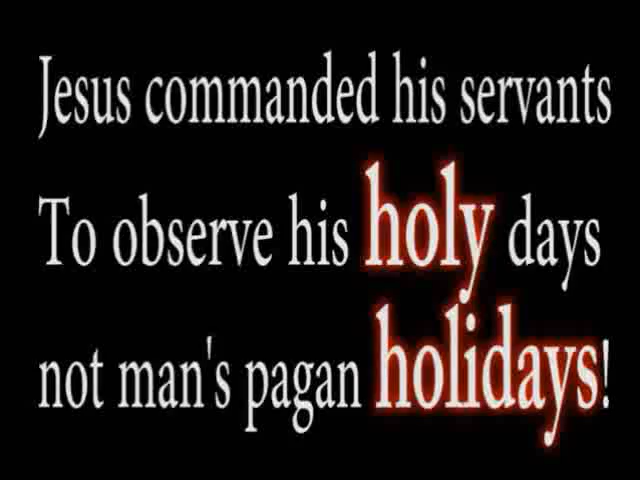 Jesus commanded his servants
To observe his holy days
not man's pagan holidays!